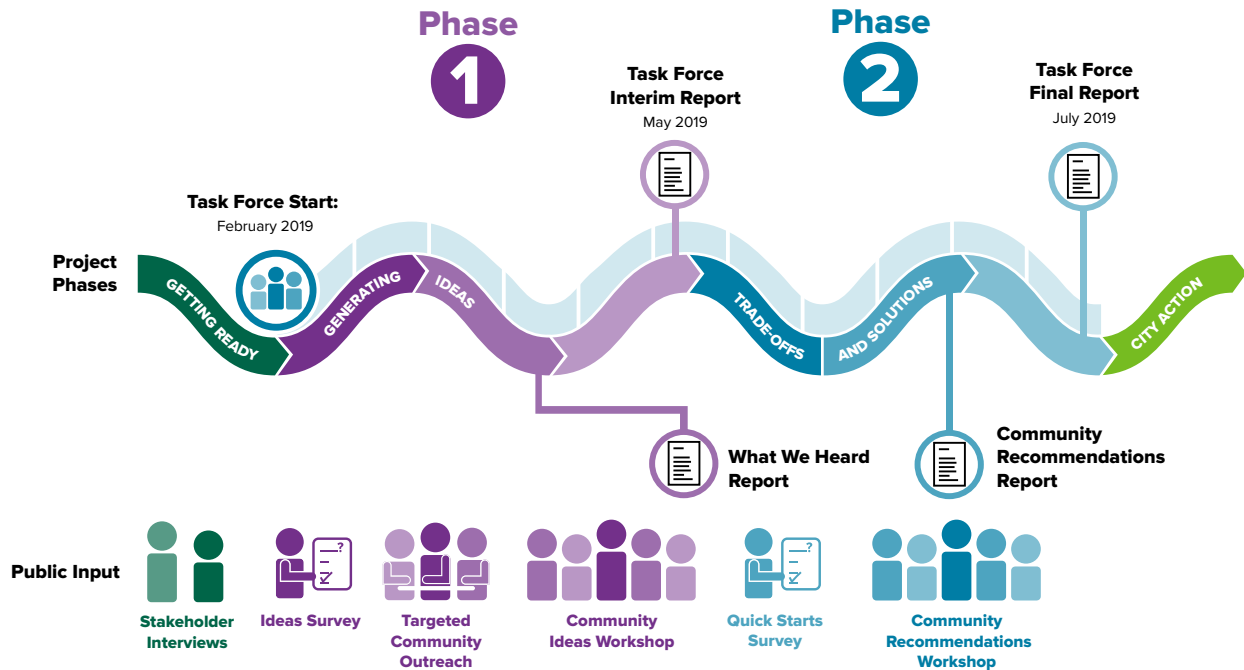 Phase
1
Phase
2
Task Force
Interim Report
May 2019
Task Force
Final Report
July 2019
Task Force Start:
February 2019
Project
Phases
GETTING READY
GENERATING
IDEAS
TRADE-OFFS
AND SOLUTIONS
CITY ACTION
What We Heard
Report
Community
Recommendations
Report
Public Input
?
?
Stakeholder
Interviews
Ideas Survey
Targeted
Community
Outreach
Community
Ideas Workshop
Quick Starts
Survey
Community
Recommendations
Workshop